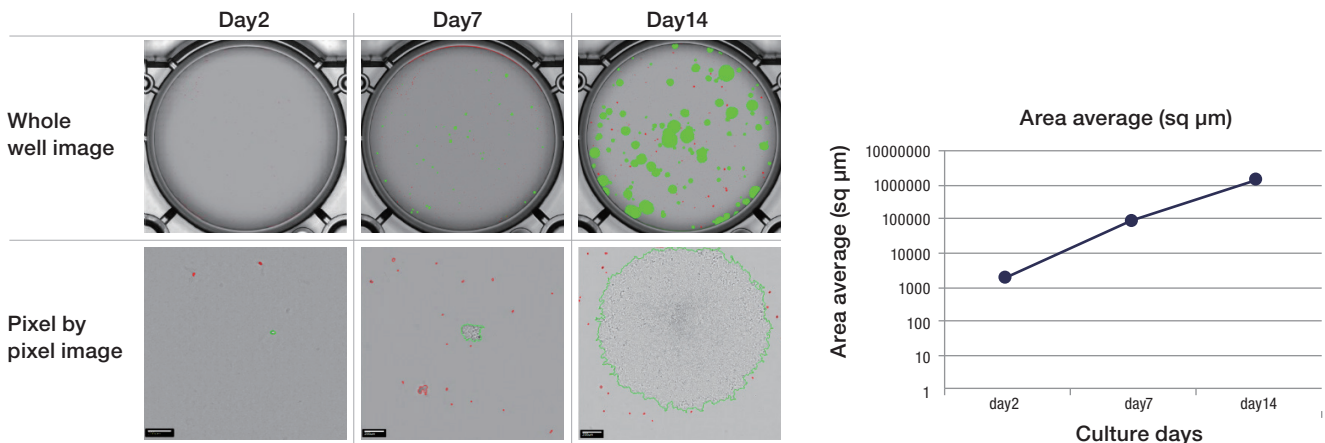 Day2
Day7
Day14
Whole
well image
Pixel by
pixel image
Area average (sq μm)
Area average (sq μm)
10000000
1000000
100000
10000
1000
100
10
1
day2
day7
day14
Culture days